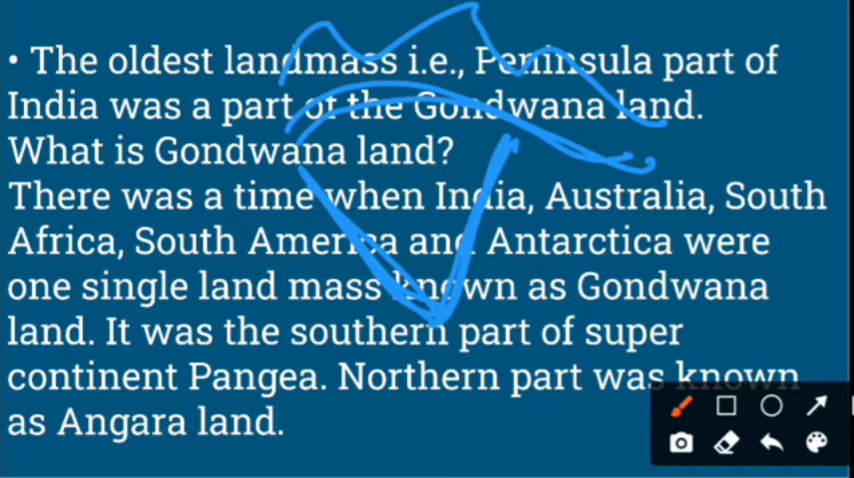 • The oldest landmass i.e., Peninsula part of
India was a part of the Gondwana land.
What is Gondwana land?
There was a time when India, Australia, South
Africa, South America and Antarctica were
one single land mass known as Gondwana
land. It was the southern part of super
continent Pangea. Northern part was known
as Angara land.